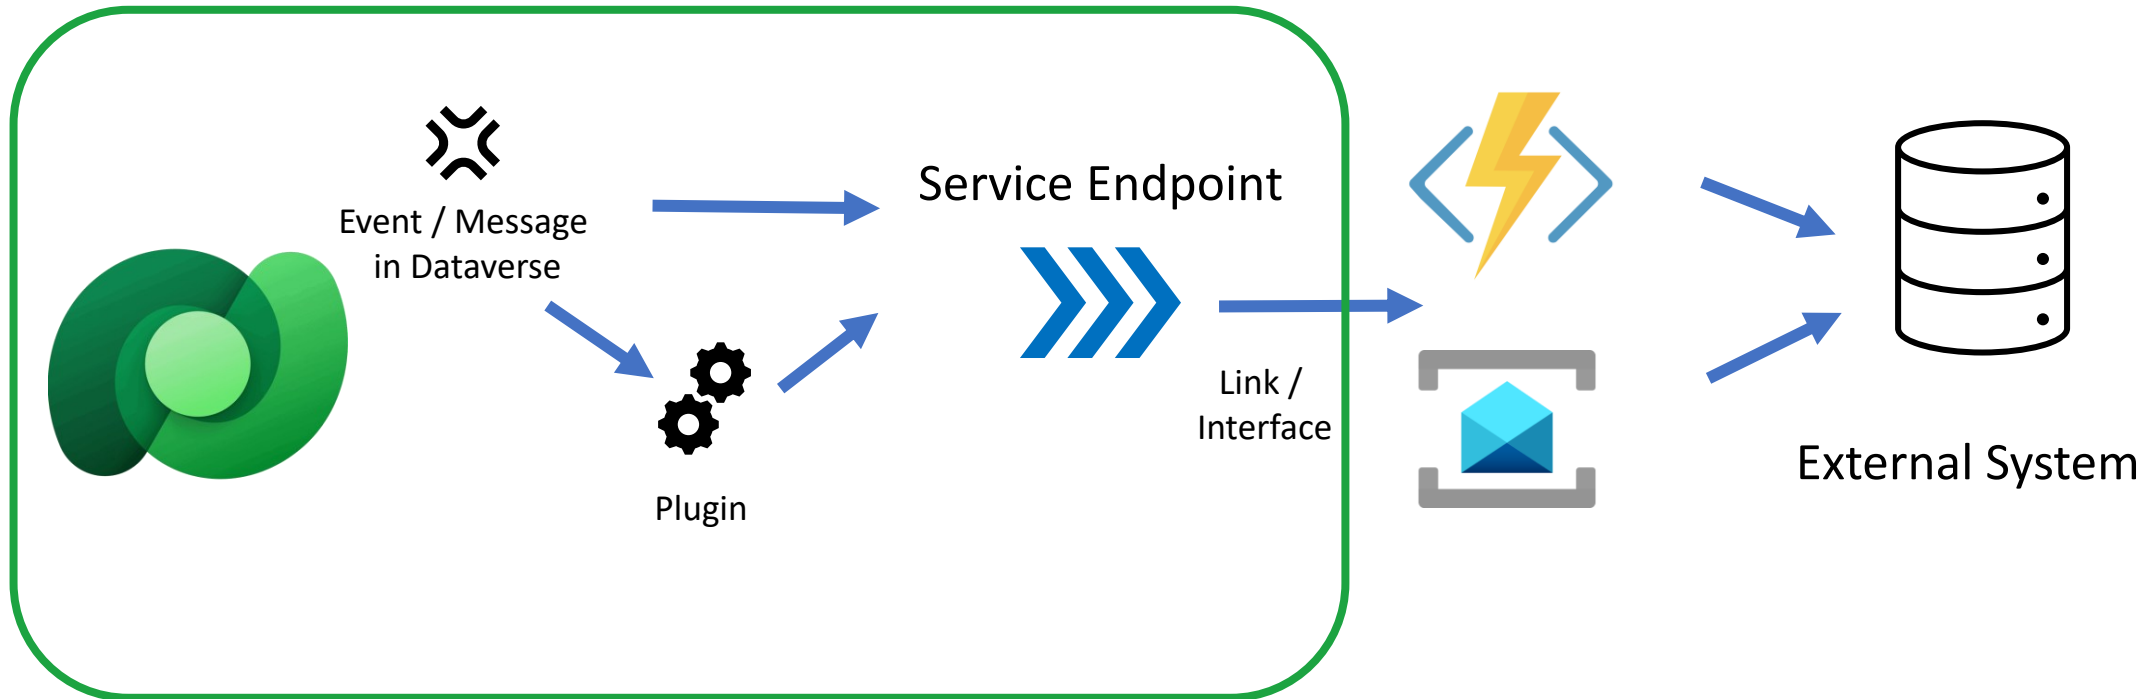 Event / Message
in Dataverse
Plugin
Service Endpoint
Link /
Interface
External System